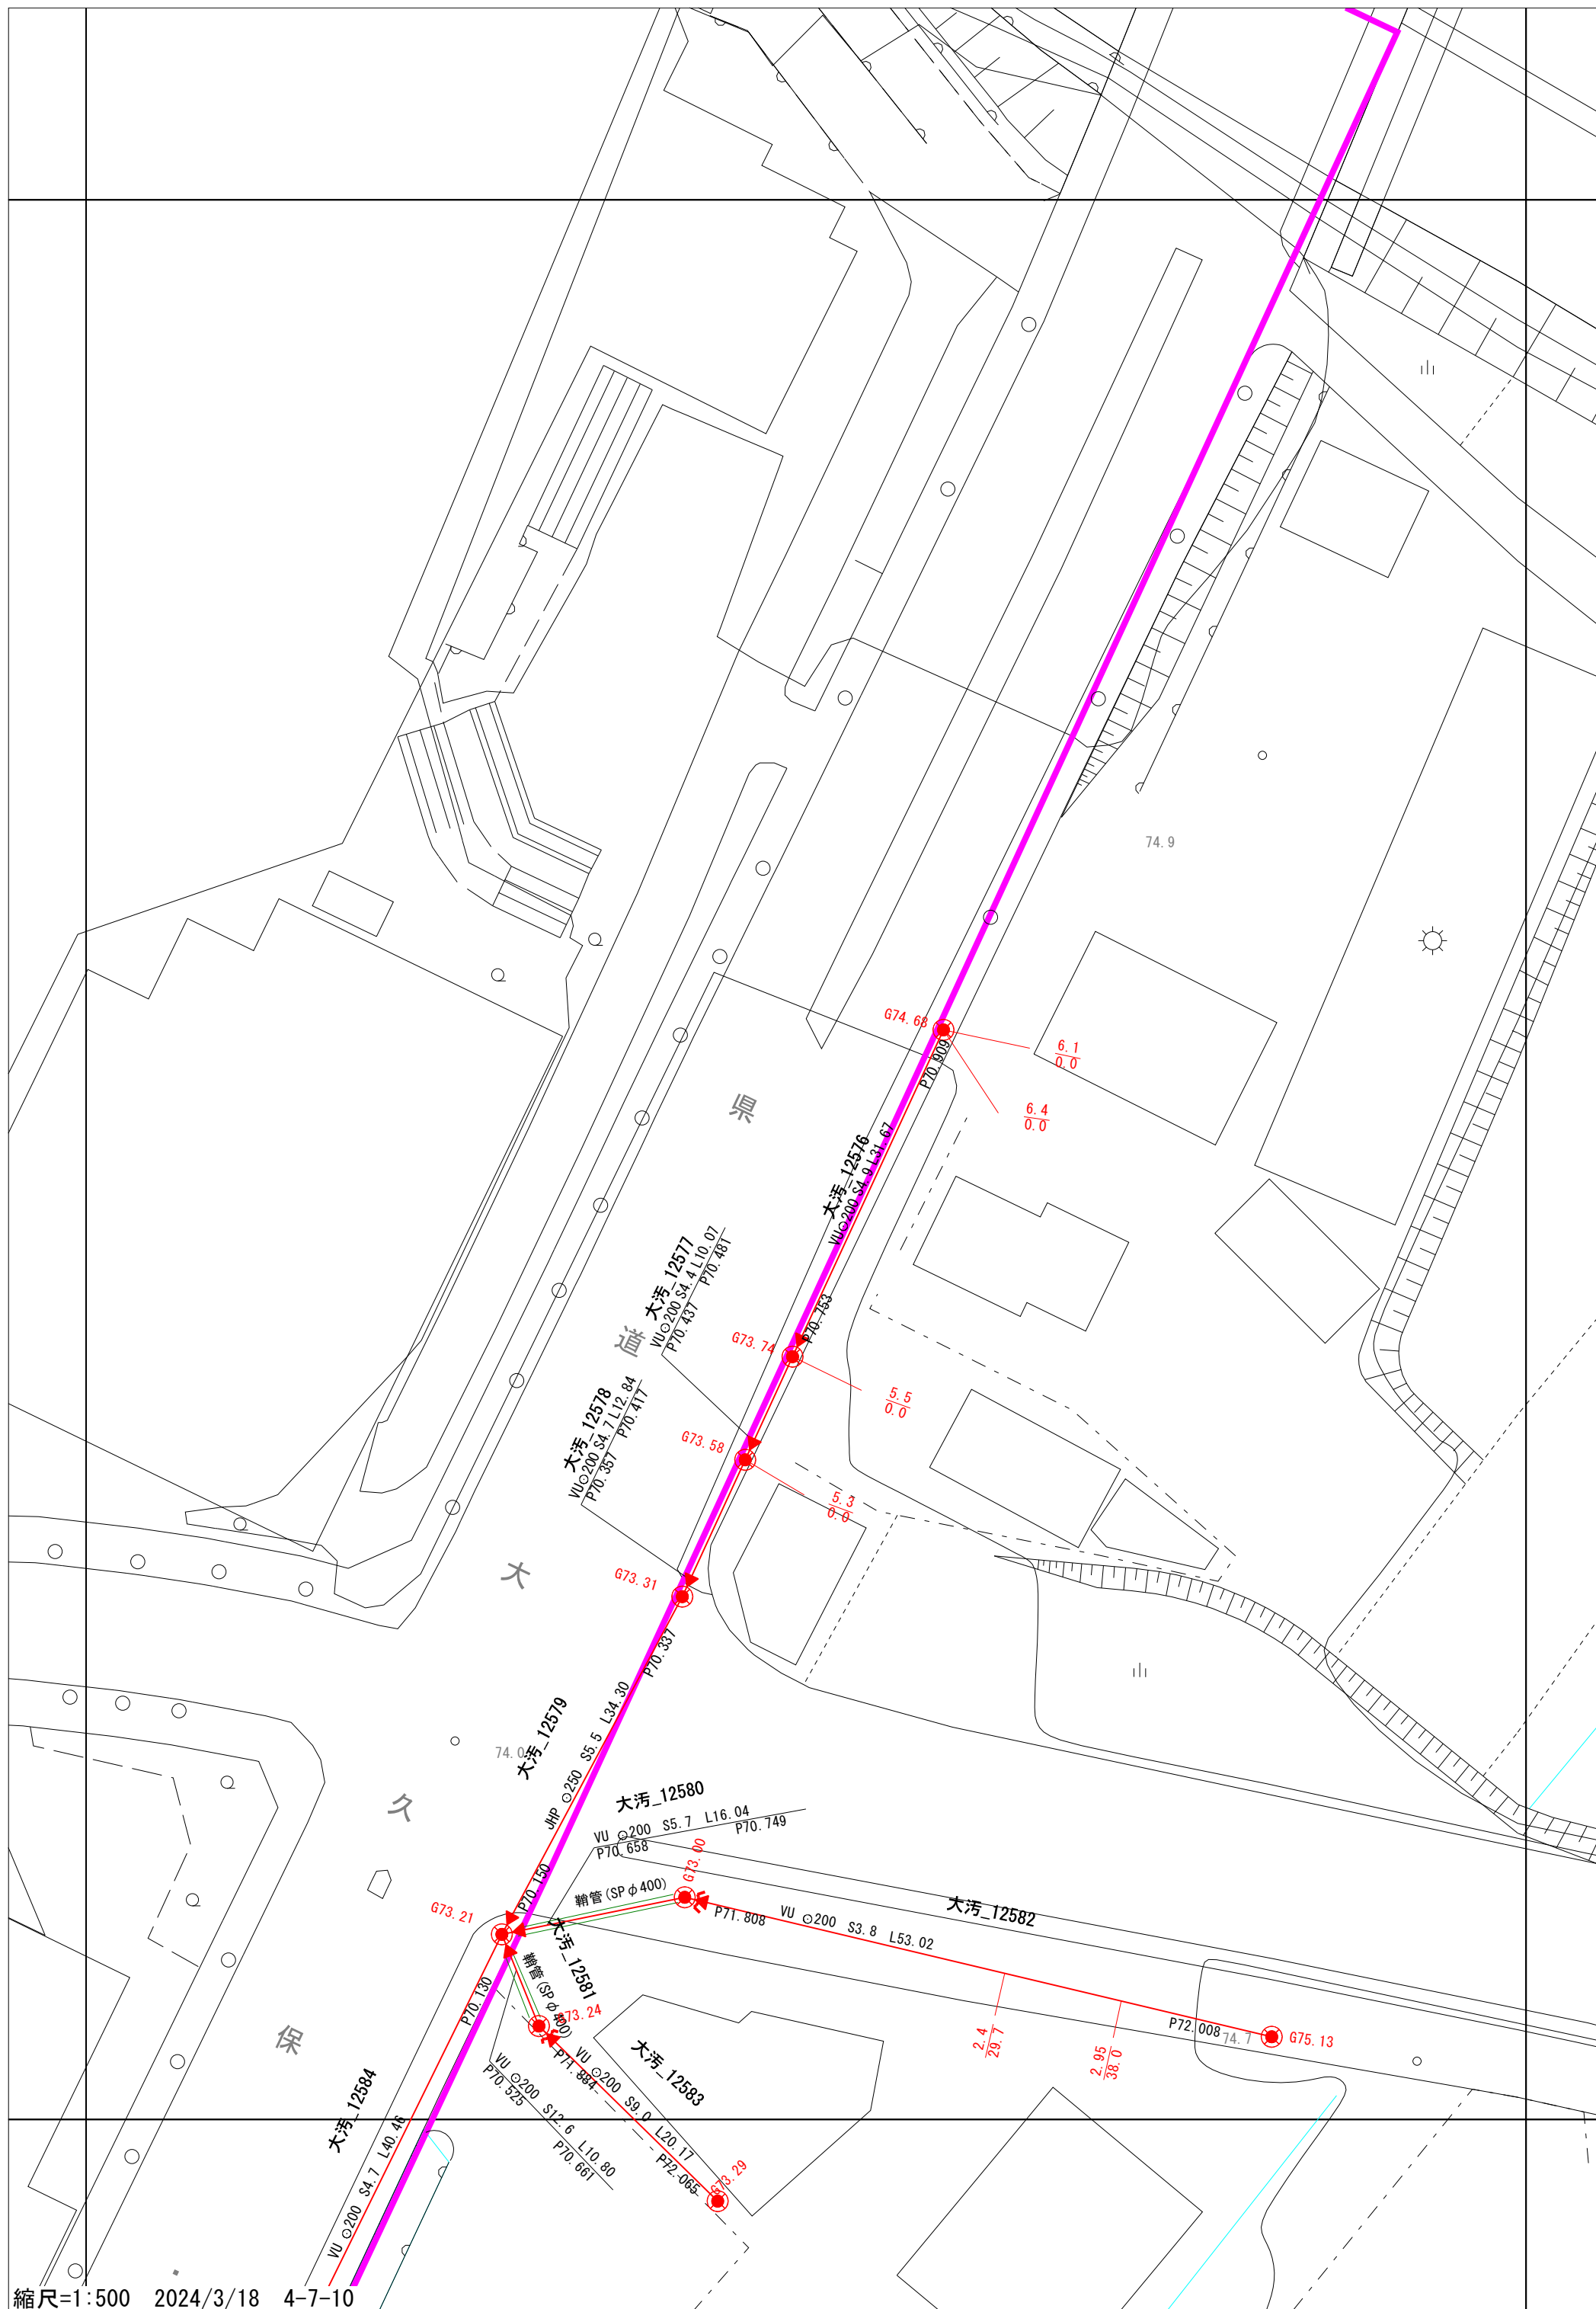 74.9
G74.68
6.1
0.0
6.4
0.0
P70.909
県
大汚_12576
VU⊙200 S4.9 L31.67
大汚_12577
VU⊙200 S4.4 L10.07
P70.437 P70.481
道
G73.74
P70.753
5.5
0.0
大汚_12578
VU⊙200 S4.7 L12.84
P70.357 P70.417
G73.58
5.3
0.0
大
G73.31
P70.337
大汚_12579
JHP ⊙250 S5.5 L34.30
74.0
久
大汚_12580
VU ⊙200 S5.7 L16.04
P70.658 P70.749
G73.00
P70.150
鞘管(SPφ400)
G73.21
P71.808
VU ⊙200 S3.8 L53.02
大汚_12582
大汚_12581
鞘管(SPφ400)
P70.130
G73.24
保
P72.008
74.7
G75.13
2.4
29.7
2.95
38.0
大汚_12583
VU ⊙200 S9.0 L20.17
P71.884
P72.065
VU ⊙200 S12.6 L10.80
P70.525
P70.661
G73.29
大汚_12584
VU ⊙200 S4.7 L40.46
縮尺=1:500 2024/3/18 4-7-10